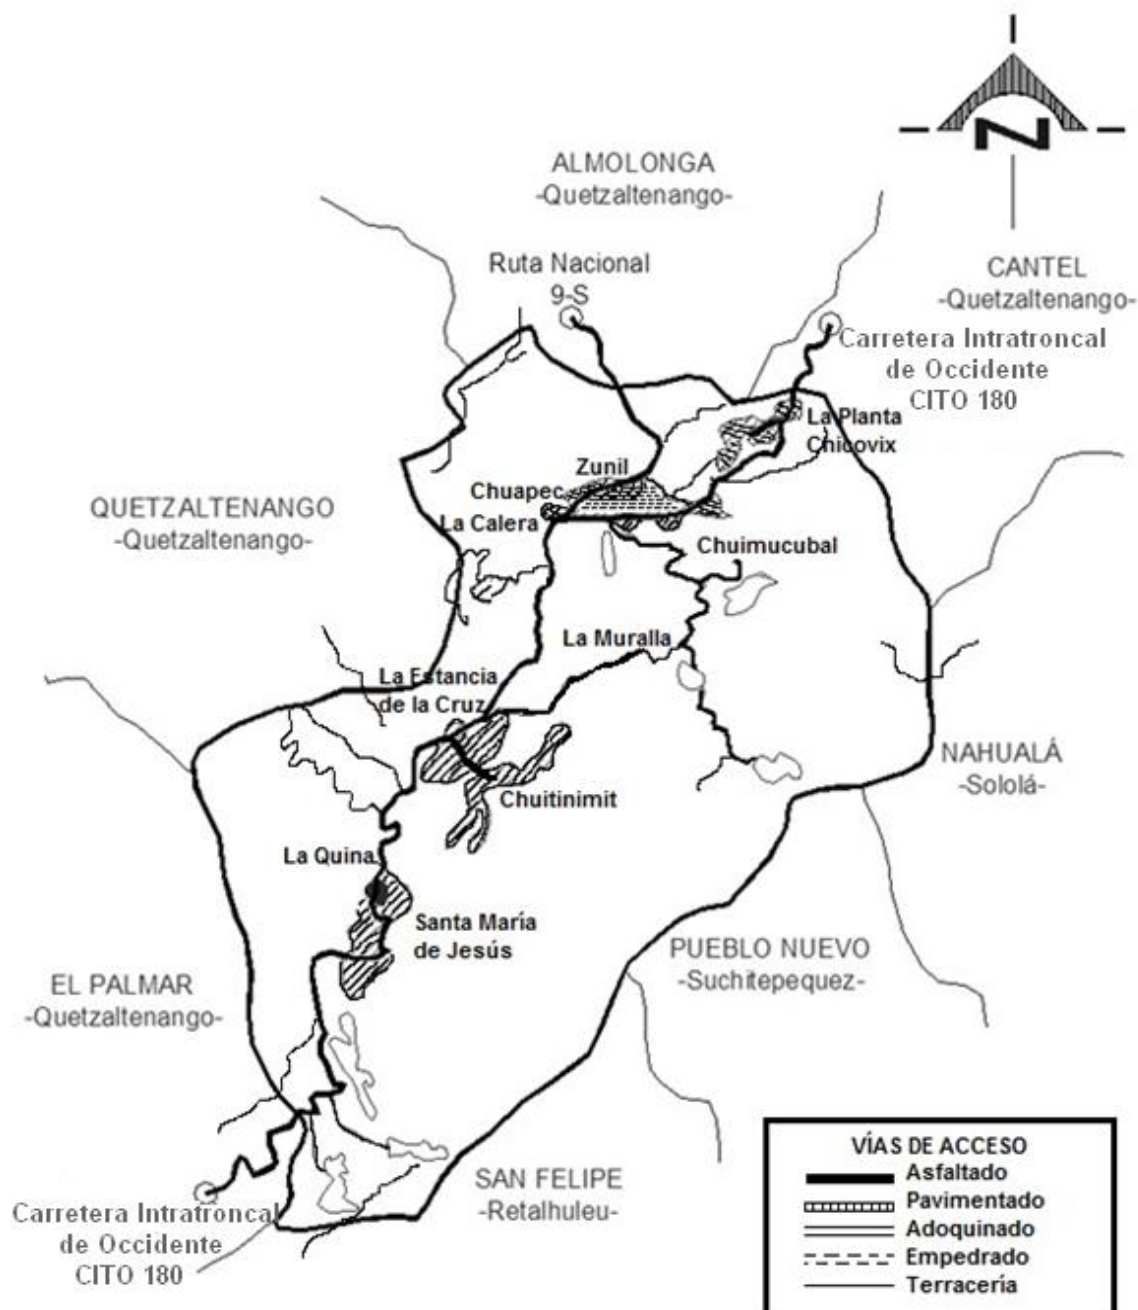 N
ALMOLONGA
-Quetzaltenango-
Ruta Nacional
9-S
CANTEL
-Quetzaltenango-
Carretera Intratroncal
de Occidente
CITO 180
La Planta
Chicovix
Zunil
Chuapec
La Calera
QUETZALTENANGO
-Quetzaltenango-
Chuimucubal
La Muralla
La Estancia
de la Cruz
NAHUALÁ
-Sololá-
Chuitinimit
La Quina
Santa María
de Jesús
PUEBLO NUEVO
-Suchitepequez-
EL PALMAR
-Quetzaltenango-
SAN FELIPE
-Retalhuleu-
Carretera Intratroncal
de Occidente
CITO 180
VÍAS DE ACCESO
Asfaltado
Pavimentado
Adoquinado
Empedrado
Terracería